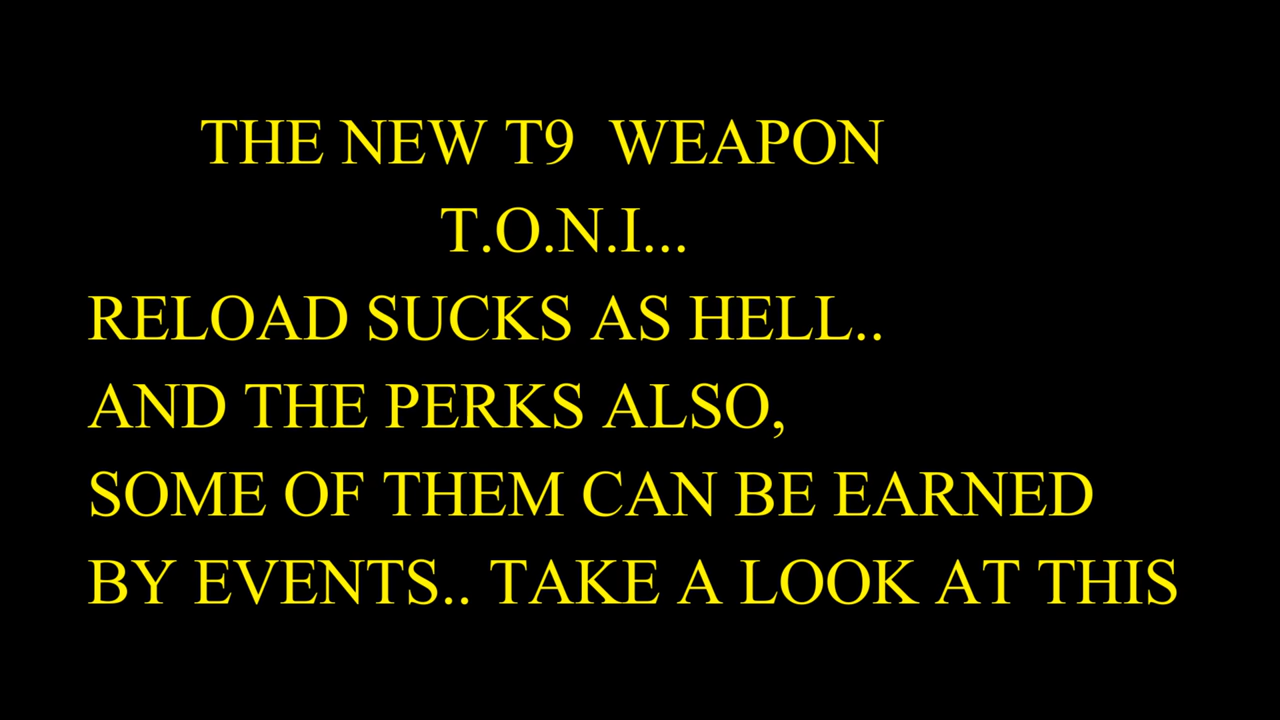 THE NEW T9 WEAPON
T.O.N.I...
RELOAD SUCKS AS HELL..
AND THE PERKS ALSO,
SOME OF THEM CAN BE EARNED
BY EVENTS.. TAKE A LOOK AT THIS